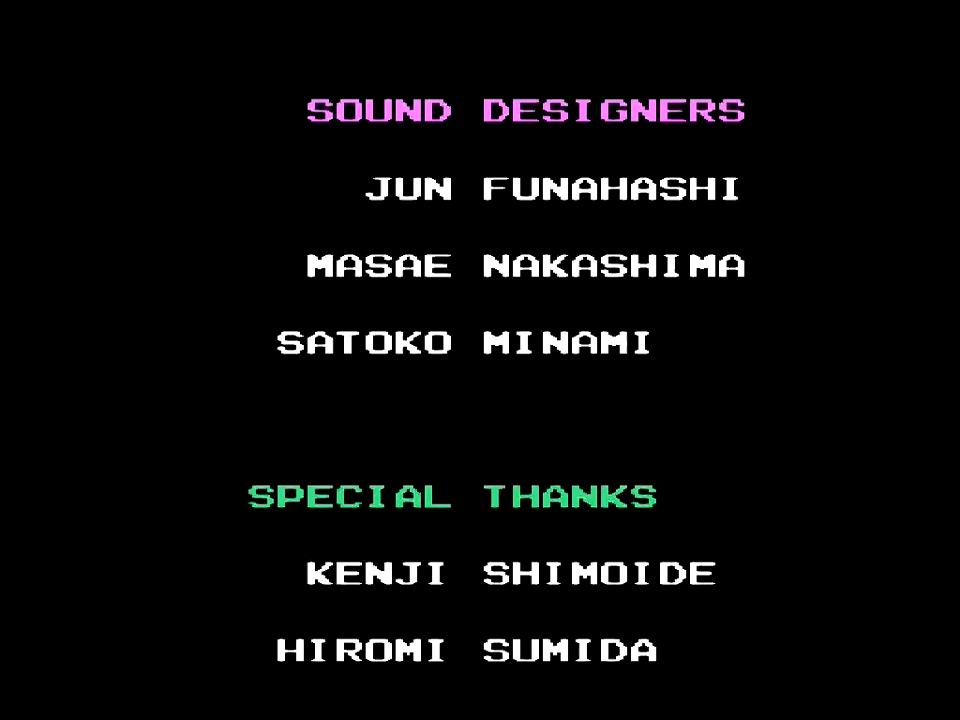 SOUND DESIGNERS
JUN FUNAHASHI
MASAE NAKASHIMA
SATOKO MINAMI
SPECIAL THANKS
KENJI SHIMOIDE
HIROMI SUMIDA